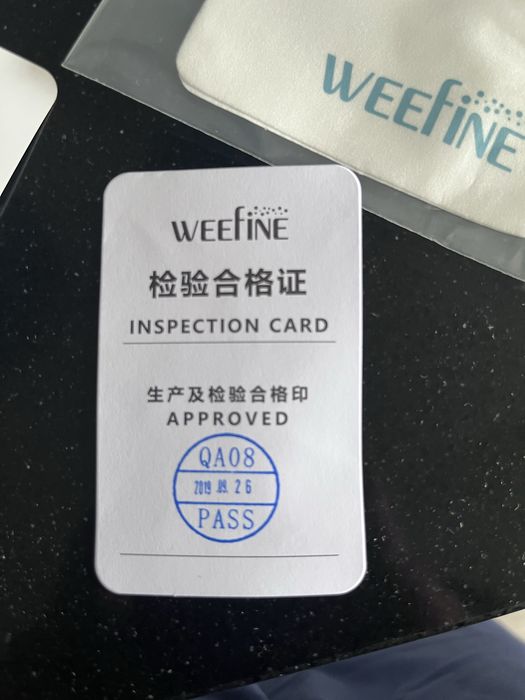 WEEFINE
WEEFINE
检验合格证
INSPECTION CARD
生产及检验合格印
APPROVED
QA08
2019.09.26
PASS